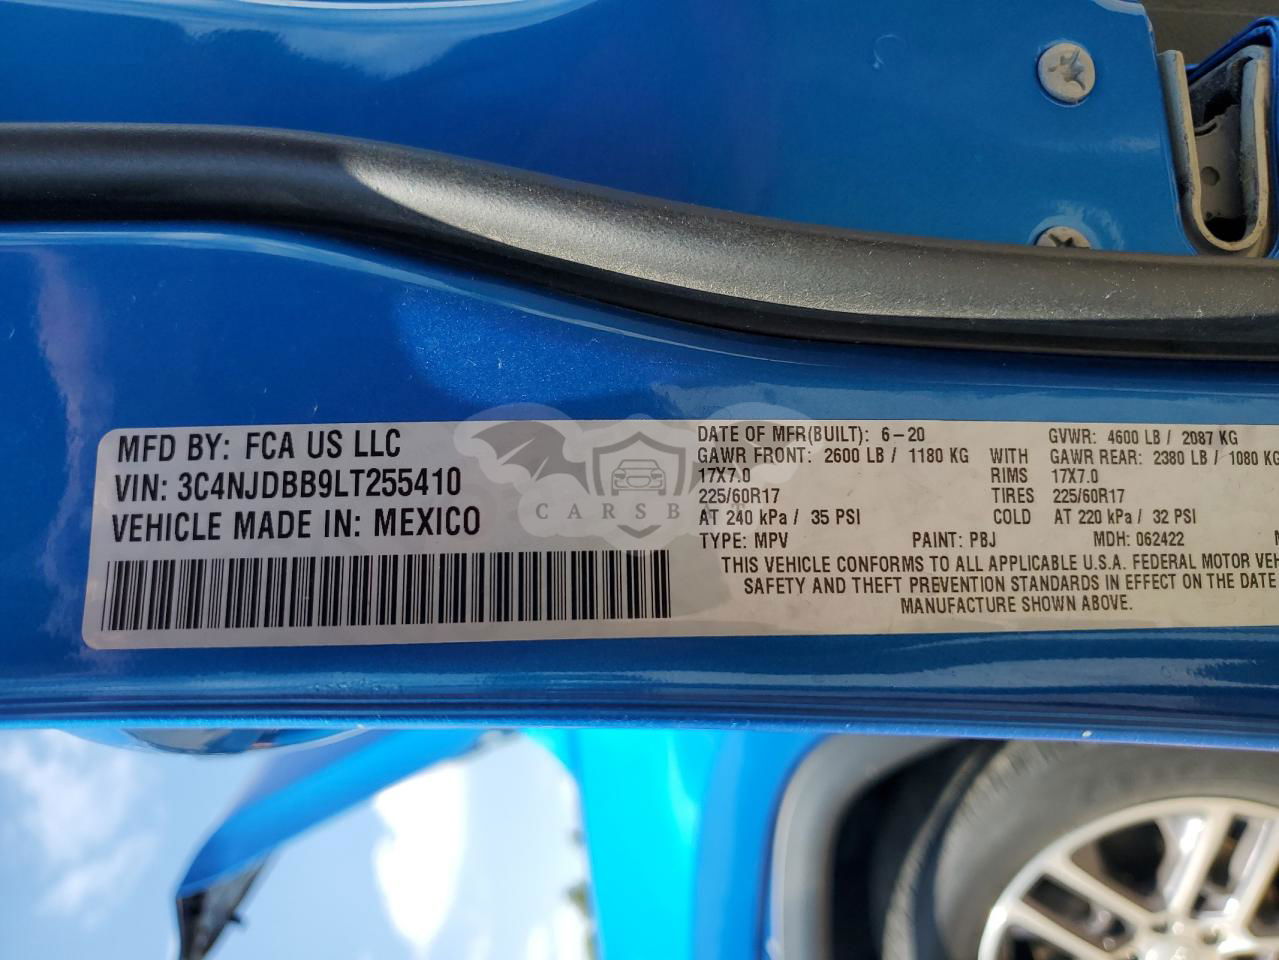 MFD BY: FCA US LLC
VIN: 3C4NJDBB9LT255410
VEHICLE MADE IN: MEXICO
DATE OF MFR(BUILT): 6-20 GVWR: 4600 LB / 2087 KG
GAWR FRONT: 2600 LB / 1180 KG WITH GAWR REAR: 2380 LB / 1080 KG
17X7.0 RIMS 17X7.0
225/60R17 TIRES 225/60R17
AT 240 kPa / 35 PSI COLD AT 220 kPa / 32 PSI
TYPE: MPV PAINT: PBJ MDH: 062422
THIS VEHICLE CONFORMS TO ALL APPLICABLE U.S.A. FEDERAL MOTOR
SAFETY AND THEFT PREVENTION STANDARDS IN EFFECT ON THE DATE
MANUFACTURE SHOWN ABOVE.
CARSBAT